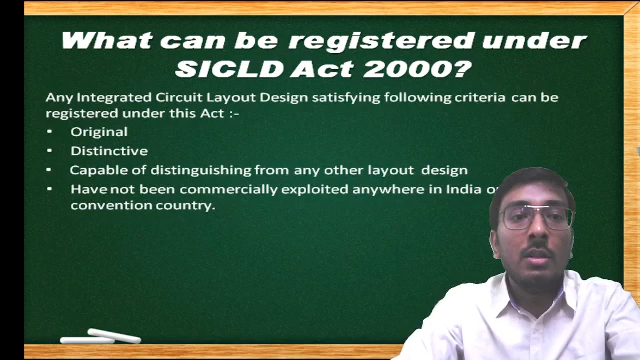 What can be registered under
SICLD Act 2000?
Any Integrated Circuit Layout Design satisfying following criteria can be
registered under this Act :-
• Original
• Distinctive
• Capable of distinguishing from any other layout design
• Have not been commercially exploited anywhere in India
convention country.